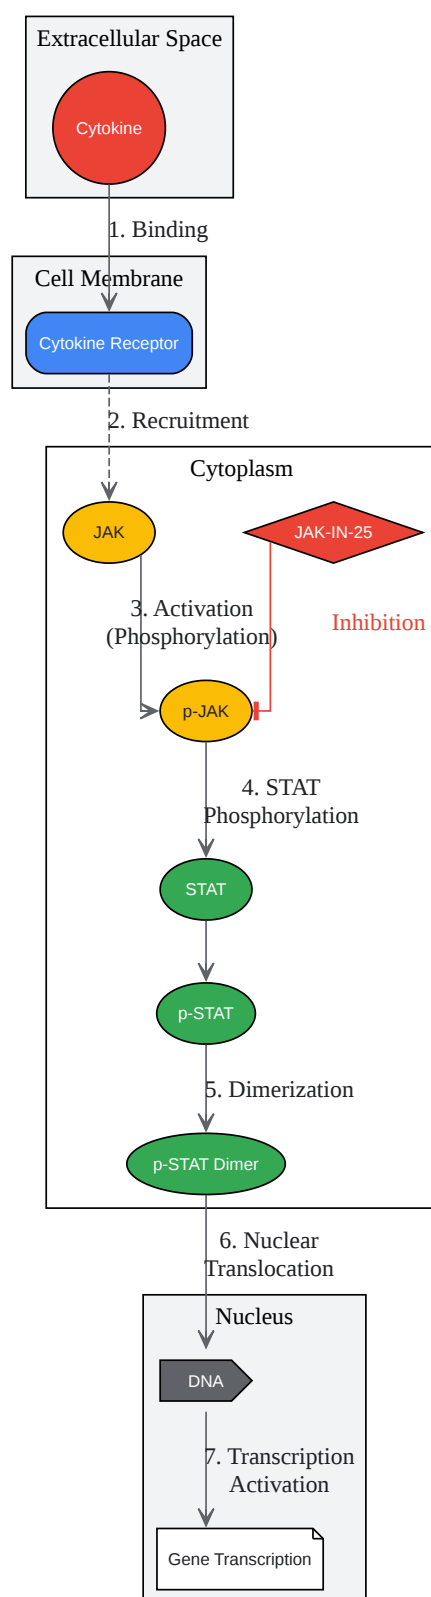 Extracellular Space
Cytokine
1. Binding
Cell Membrane
Cytokine Receptor
2. Recruitment
Cytoplasm
JAK
JAK-IN-25
3. Activation
(Phosphorylation)
Inhibition
p-JAK
4. STAT
Phosphorylation
STAT
p-STAT
5. Dimerization
p-STAT Dimer
6. Nuclear
Translocation
Nucleus
DNA
7. Transcription
Activation
Gene Transcription